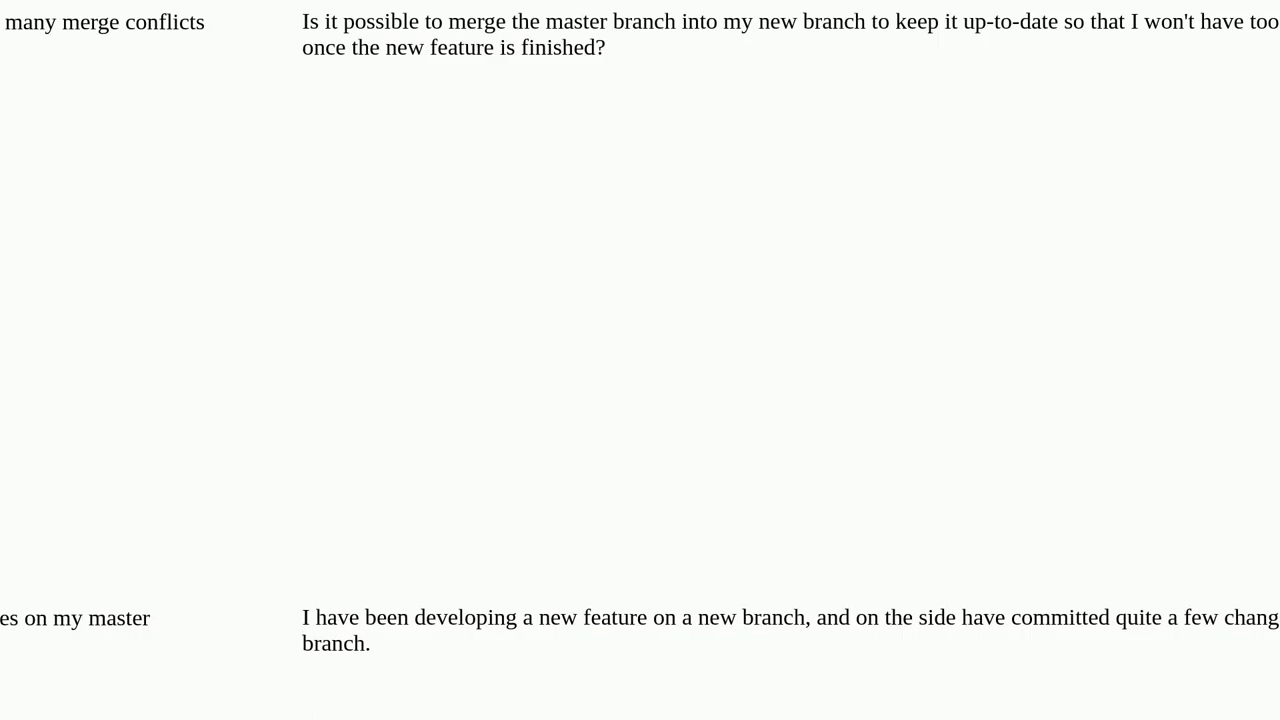 many merge conflicts
Is it possible to merge the master branch into my new branch to keep it up-to-date so that I won't have too
once the new feature is finished?
es on my master
I have been developing a new feature on a new branch, and on the side have committed quite a few chang
branch.